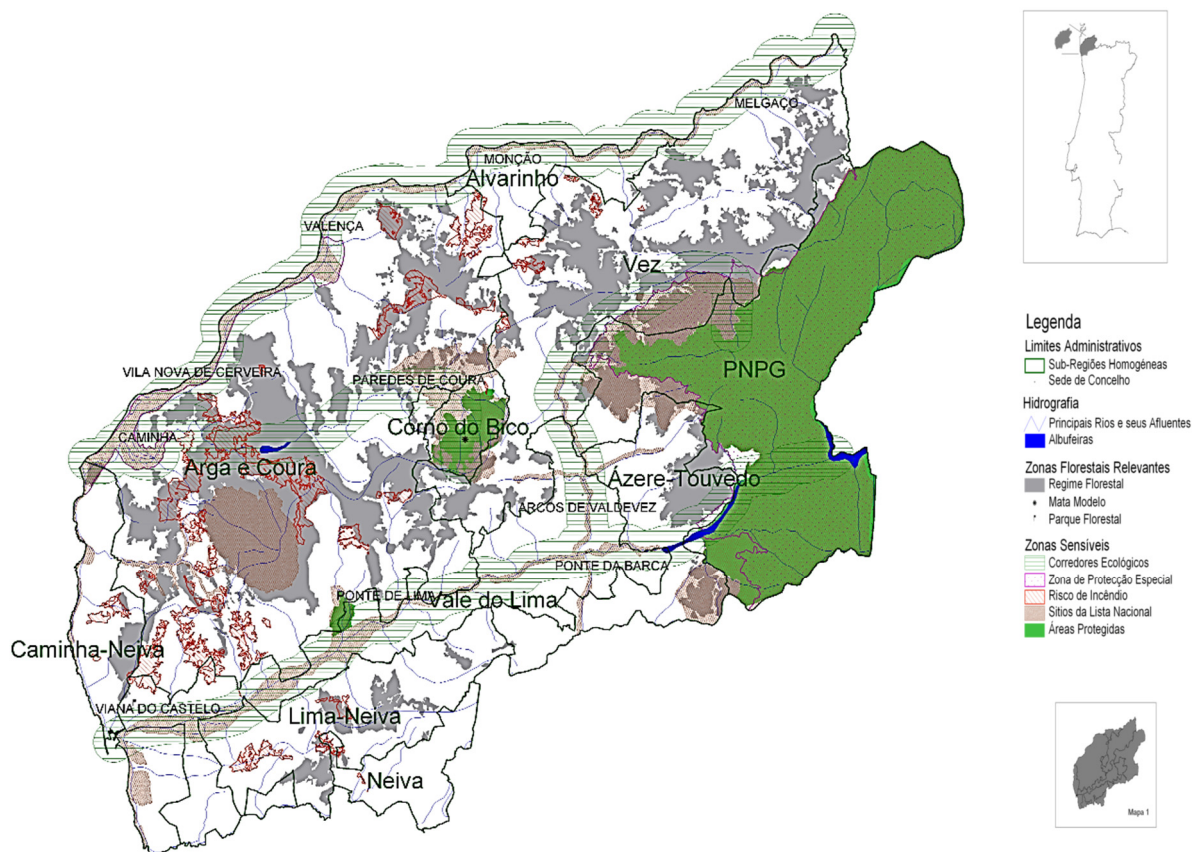 MELGAÇO
MONÇÃO
Alvarinho
VALENÇA
Vez
PNPG
VILA NOVA DE CERVEIRA
PAREDES DE COURA
Corno do Bico
CAMINHA
Arga e Coura
Ázere-Touvedo
ARCOS DE VALDEVEZ
PONTE DA BARCA
PONTE DE LIMA
Vale do Lima
Caminha-Neiva
VIANA DO CASTELO
Lima-Neiva
Neiva
Legenda
Limites Administrativos
Sub-Regiões Homogéneas
Sede de Concelho
Hidrografia
Principais Rios e seus Afluentes
Albufeiras
Zonas Florestais Relevantes
Regime Florestal
Mata Modelo
Parque Florestal
Zonas Sensíveis
Corredores Ecológicos
Zona de Protecção Especial
Risco de Incêndio
Sitios da Lista Nacional
Áreas Protegidas
Mapa 1